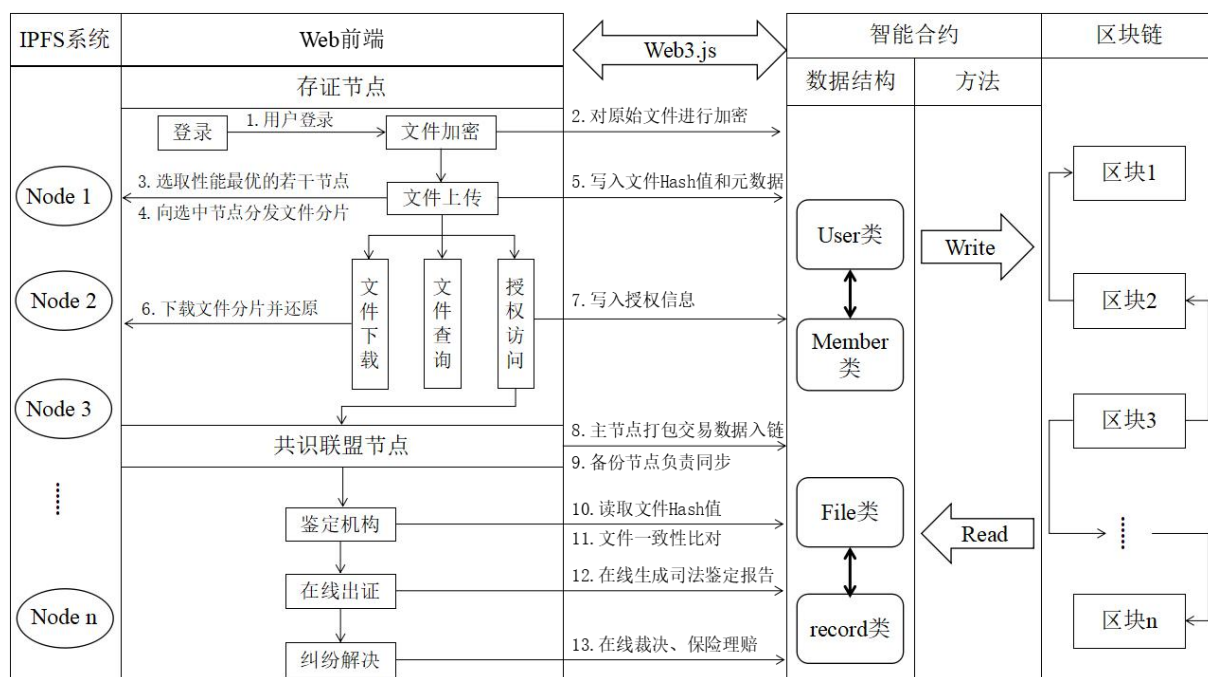 IPFS系统
Web前端
Web3.js
智能合约
区块链
数据结构
方法
存证节点
登录
1.用户登录
文件加密
2.对原始文件进行加密
Node 1
3.选取性能最优的若干节点
4.向选中节点分发文件分片
文件上传
5.写入文件Hash值和元数据
User类
Write
区块1
Node 2
6.下载文件分片并还原
文件下载
文件查询
授权访问
7.写入授权信息
Member类
区块2
Node 3
共识联盟节点
8.主节点打包交易数据入链
9.备份节点负责同步
区块3
鉴定机构
10.读取文件Hash值
11.文件一致性比对
File类
Read
在线出证
12.在线生成司法鉴定报告
Node n
纠纷解决
13.在线裁决、保险理赔
record类
区块n